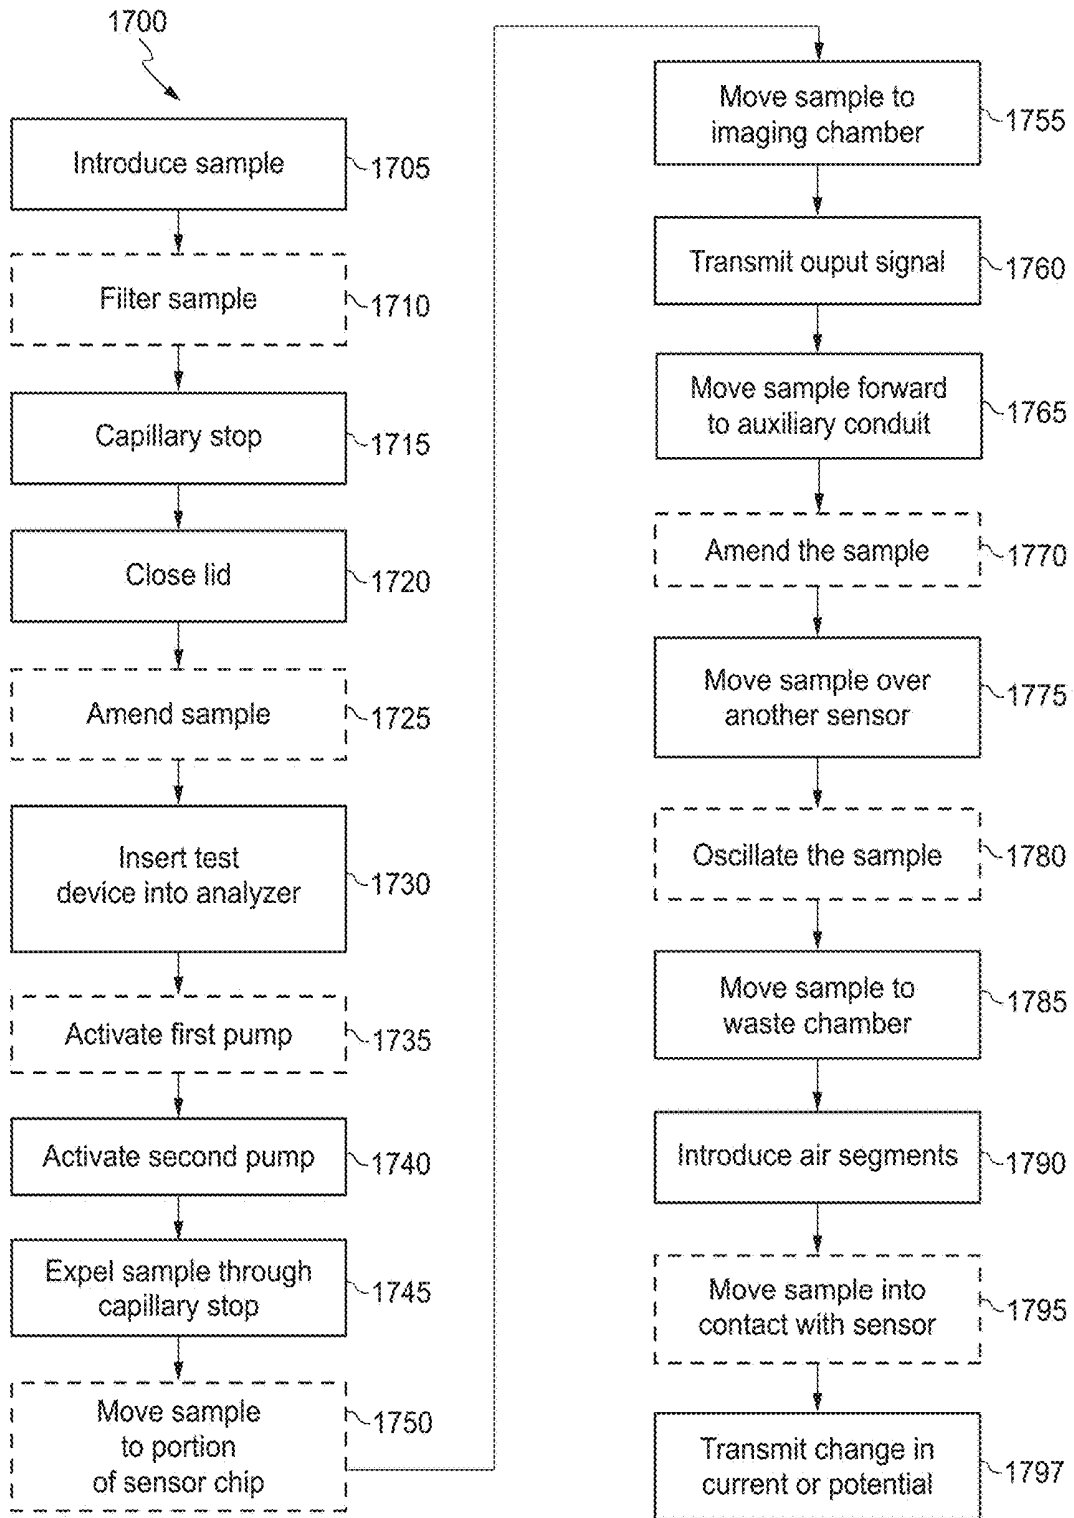 1700
Introduce sample
1705
Filter sample
1710
Capillary stop
1715
Close lid
1720
Amend sample
1725
Insert test
device into analyzer
1730
Activate first pump
1735
Activate second pump
1740
Expel sample through
capillary stop
1745
Move sample
to portion
of sensor chip
1750
Move sample to
imaging chamber
1755
Transmit ouput signal
1760
Move sample forward
to auxiliary conduit
1765
Amend the sample
1770
Move sample over
another sensor
1775
Oscillate the sample
1780
Move sample to
waste chamber
1785
Introduce air segments
1790
Move sample into
contact with sensor
1795
Transmit change in
current or potential
1797